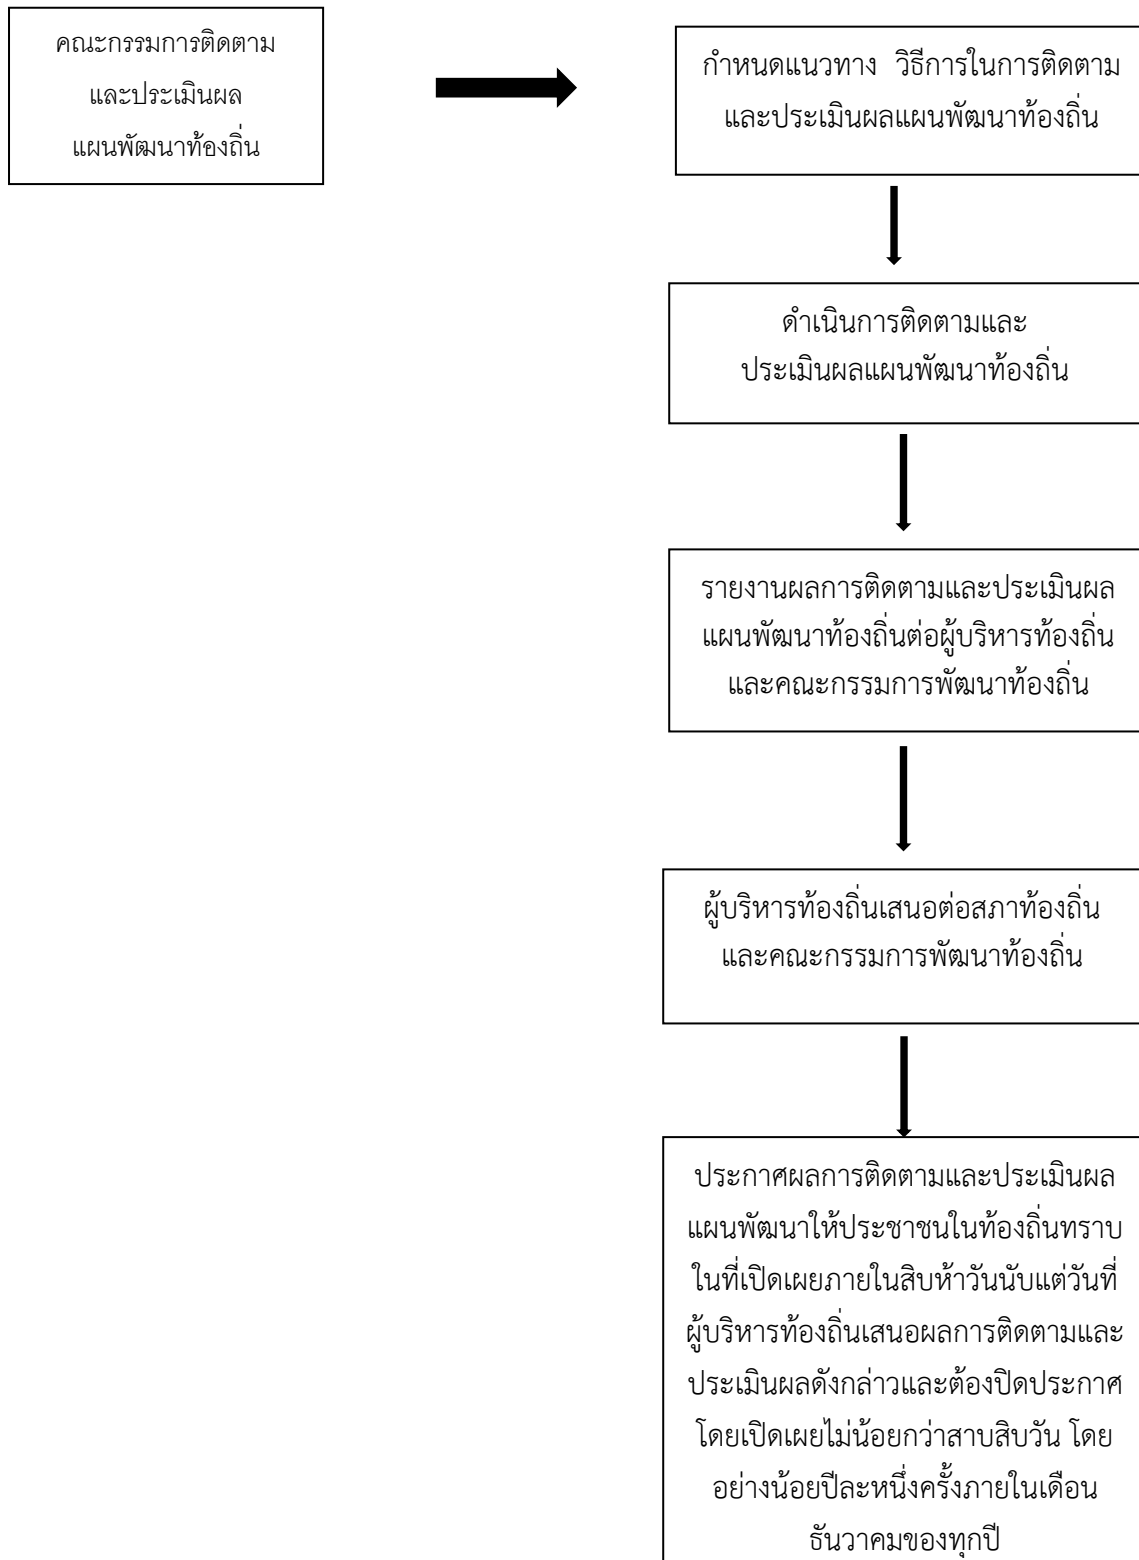 คณะกรรมการติดตาม
และประเมินผล
แผนพัฒนาท้องถิ่น
กำหนดแนวทาง วิธีการในการติดตาม
และประเมินผลแผนพัฒนาท้องถิ่น
ดำเนินการติดตามและ
ประเมินผลแผนพัฒนาท้องถิ่น
รายงานผลการติดตามและประเมินผล
แผนพัฒนาท้องถิ่นต่อผู้บริหารท้องถิ่น
และคณะกรรมการพัฒนาท้องถิ่น
ผู้บริหารท้องถิ่นเสนอต่อสภาท้องถิ่น
และคณะกรรมการพัฒนาท้องถิ่น
ประกาศผลการติดตามและประเมินผล
แผนพัฒนาให้ประชาชนในท้องถิ่นทราบ
ในที่เปิดเผยภายในสิบห้าวันนับแต่วันที่
ผู้บริหารท้องถิ่นเสนอผลการติดตามและ
ประเมินผลดังกล่าวและต้องปิดประกาศ
โดยเปิดเผยไม่น้อยกว่าสาบสิบวัน โดย
อย่างน้อยปีละหนึ่งครั้งภายในเดือน
ธันวาคมของทุกปี